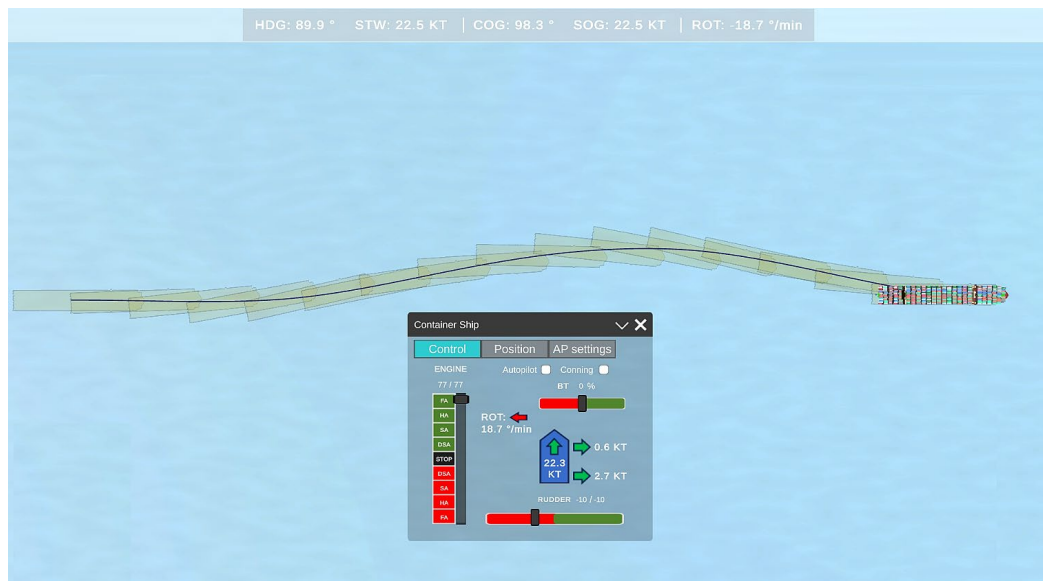 HDG: 89.9 ° STW: 22.5 KT | COG: 98.3 ° SOG: 22.5 KT | ROT: -18.7 °/min
Container Ship
Control Position AP settings
ENGINE Autopilot Conning
77 / 77 BT 0 %
FA
HA
SA
DSA
STOP
DSA
SA
HA
FA
ROT:
18.7 °/min
0.6 KT
22.3
KT
2.7 KT
RUDDER -10 / -10